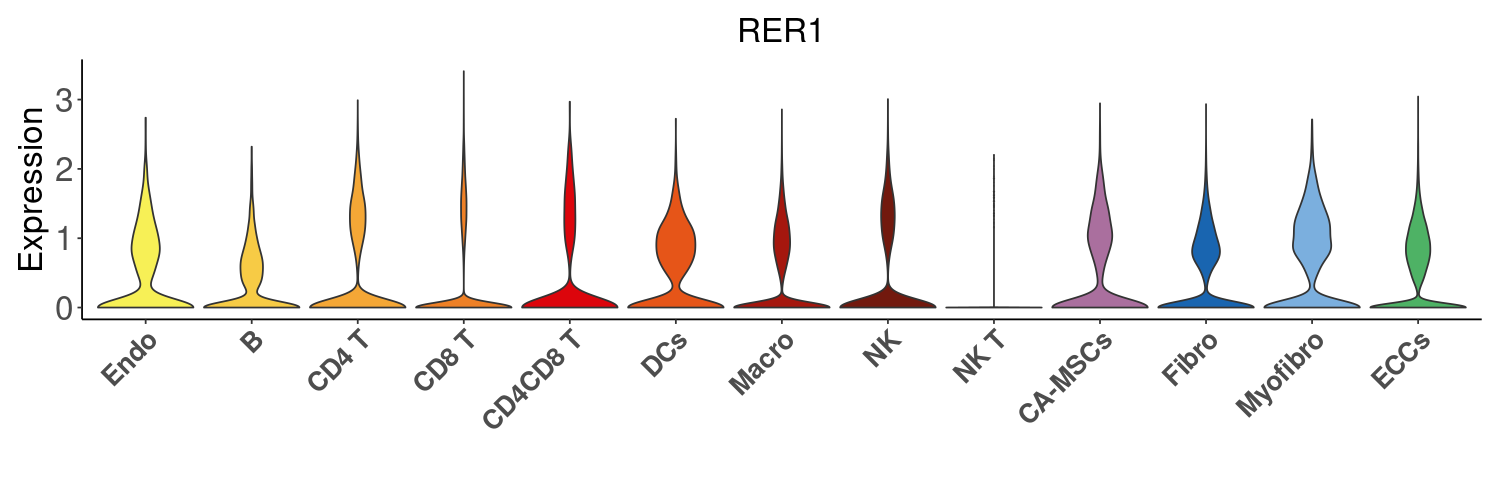 RER1
Expression
3
2
1
0
Endo
B
CD4 T
CD8 T
CD4CD8 T
DCs
Macro
NK
NK T
CA-MSCs
Fibro
Myofibro
ECCs